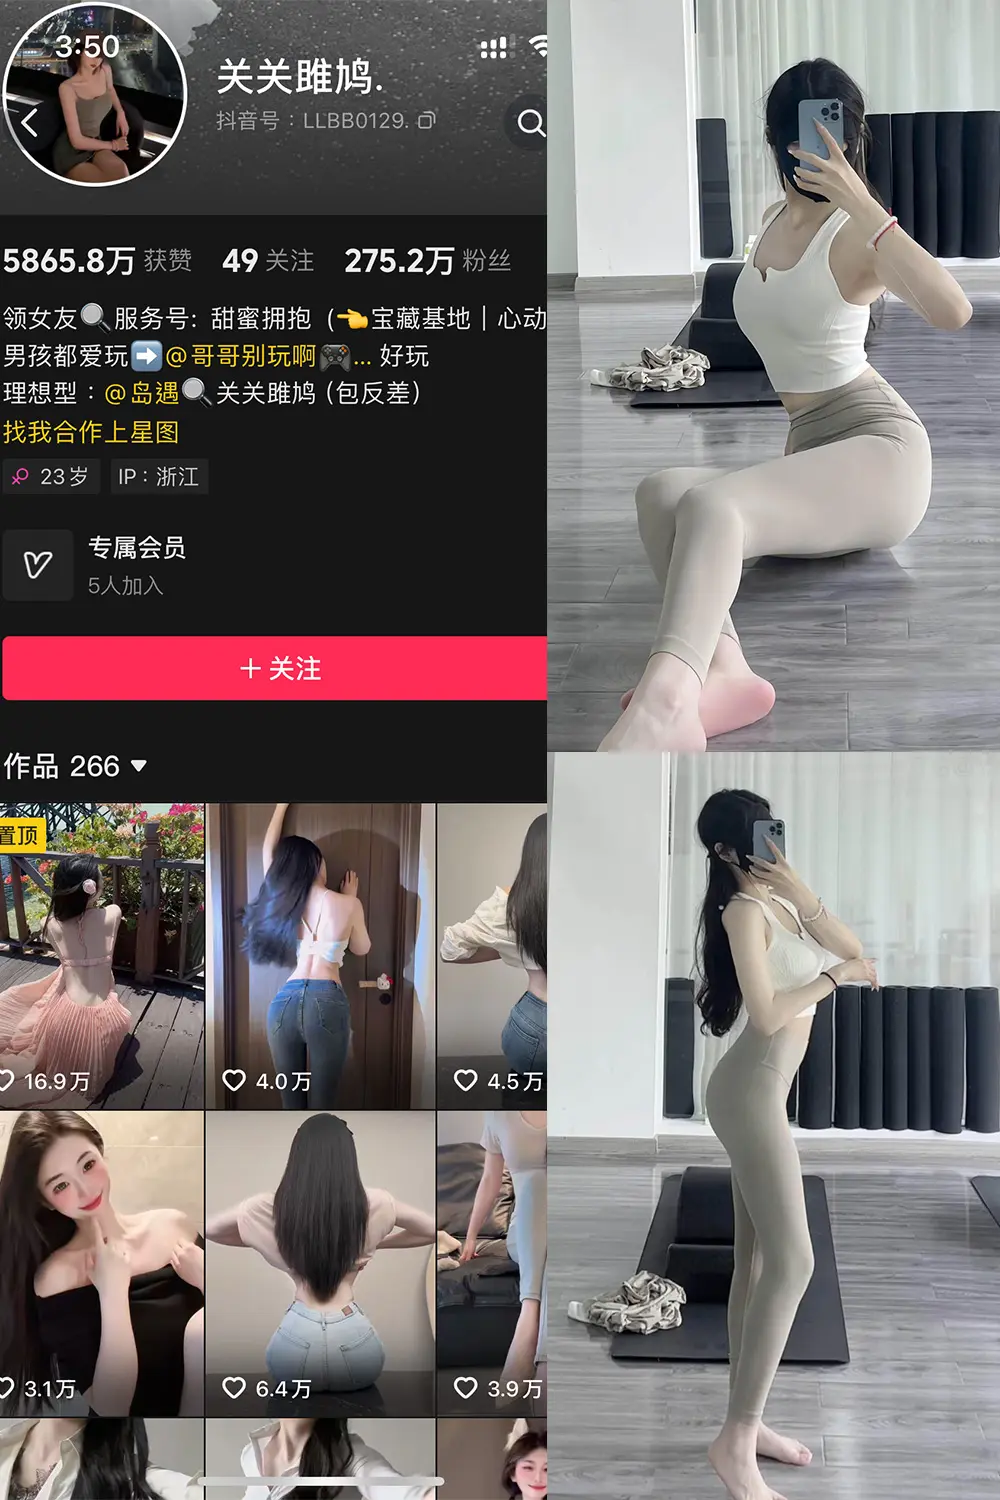 3:50
关关雎鸠.
抖音号：LLBB0129.
5865.8万 获赞 49 关注 275.2万 粉丝
领女友🔍服务号: 甜蜜拥抱（👈宝藏基地｜心动
男孩都爱玩➡️@哥哥别玩啊🎮... 好玩
理想型：@岛遇🔍关关雎鸠（包反差）
找我合作上星图
23岁 IP：浙江
专属会员
5人加入
＋关注
作品 266
置顶
16.9万 4.0万 4.5万
3.1万 6.4万 3.9万